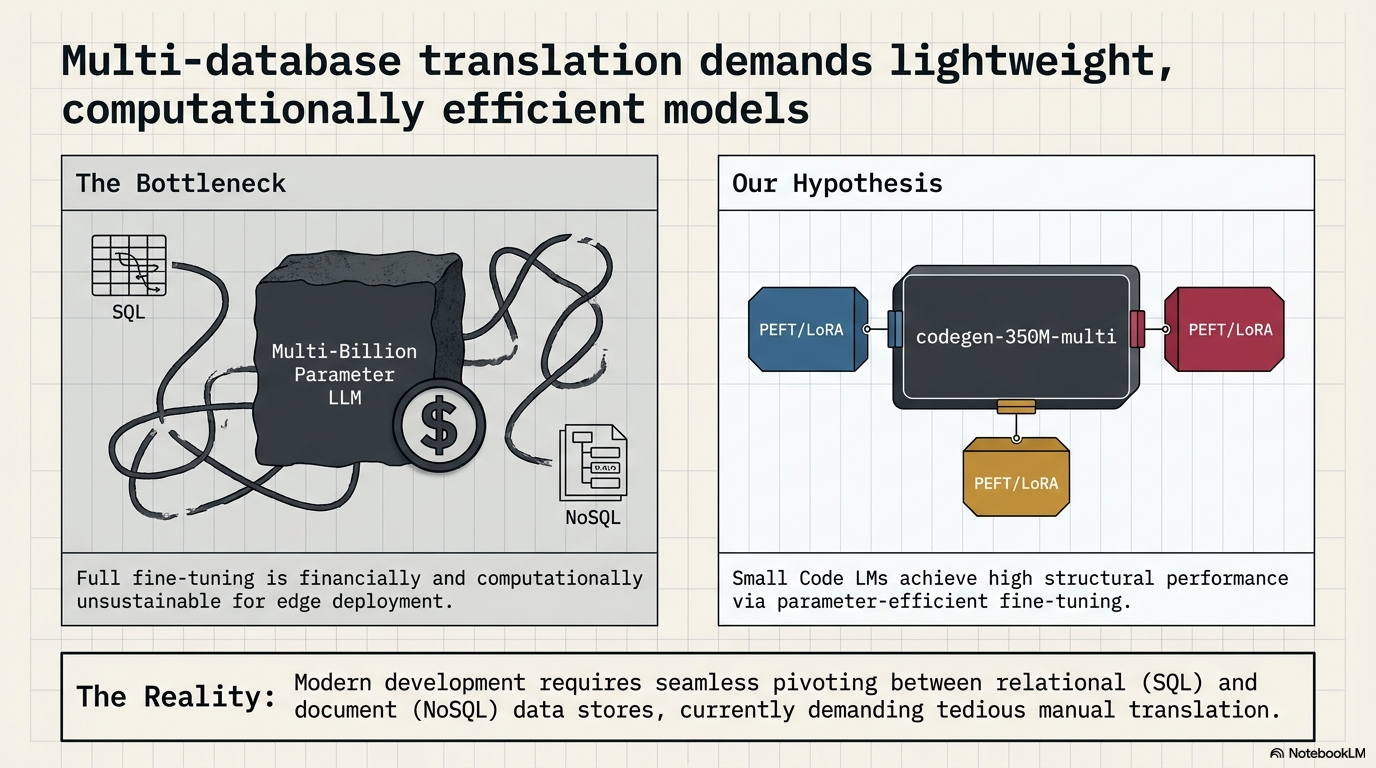 Multi-database translation demands lightweight,
computationally efficient models
The Bottleneck
SQL
Multi-Billion
Parameter
LLM
$
NoSQL
Full fine-tuning is financially and computationally
unsustainable for edge deployment.
Our Hypothesis
PEFT/LoRA
codegen-350M-multi
PEFT/LoRA
PEFT/LoRA
Small Code LMs achieve high structural performance
via parameter-efficient fine-tuning.
The Reality:
Modern development requires seamless pivoting between relational (SQL) and
document (NoSQL) data stores, currently demanding tedious manual translation.
NotebookLM